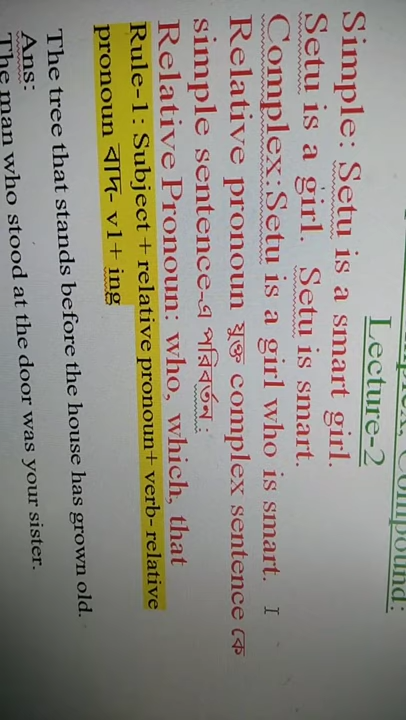 Compound:
Lecture-2
Simple: Setu is a smart girl.
Setu is a girl. Setu is smart.
Complex:Setu is a girl who is smart.
Relative pronoun যুক্ত complex sentence কে
simple sentence-এ পরিবর্তন :
Relative Pronoun: who, which, that
Rule-1: Subject + relative pronoun+ verb- relative
pronoun বাদ- v1+ ing
The tree that stands before the house has grown old.
Ans:
The man who stood at the door was your sister.